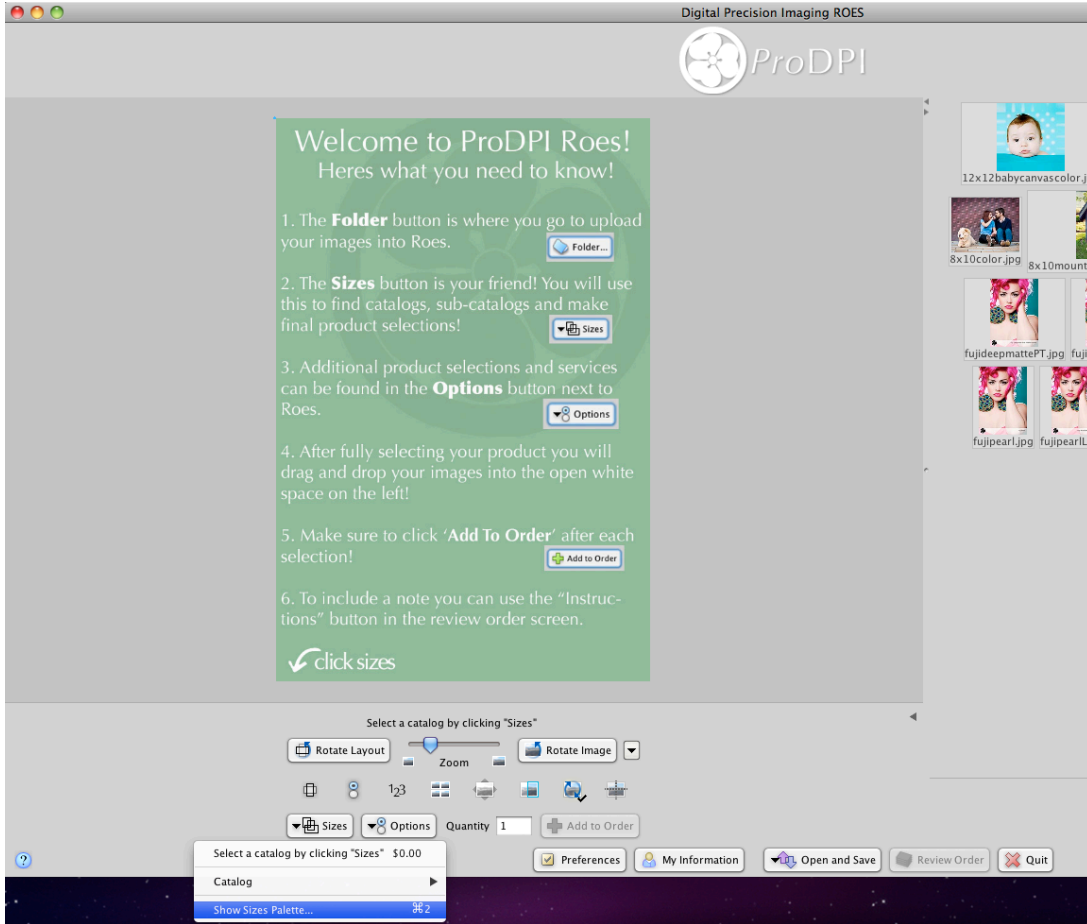 Digital Precision Imaging ROES
ProDPI
Welcome to ProDPI Roes!
Heres what you need to know!
1. The Folder button is where you go to upload
your images into Roes.
Folder...
2. The Sizes button is your friend! You will use
this to find catalogs, sub-catalogs and make
final product selections!
Sizes
3. Additional product selections and services
can be found in the Options button next to
Roes.
Options
4. After fully selecting your product you will
drag and drop your images into the open white
space on the left!
5. Make sure to click ‘Add To Order’ after each
selection!
Add to Order
6. To include a note you can use the “Instruc-
tions” button in the review order screen.
click sizes
12x12babycanvascolor.j
8x10color.jpg
8x10mount
fujideepmattePT.jpg fuji
fujipearl.jpg fujipearlL
Select a catalog by clicking "Sizes"
Rotate Layout
Zoom
Rotate Image
123
Sizes
Options
Quantity 1
Add to Order
Select a catalog by clicking "Sizes" $0.00
Catalog
Show Sizes Palette... ⌘2
?
Preferences
My Information
Open and Save
Review Order
Quit